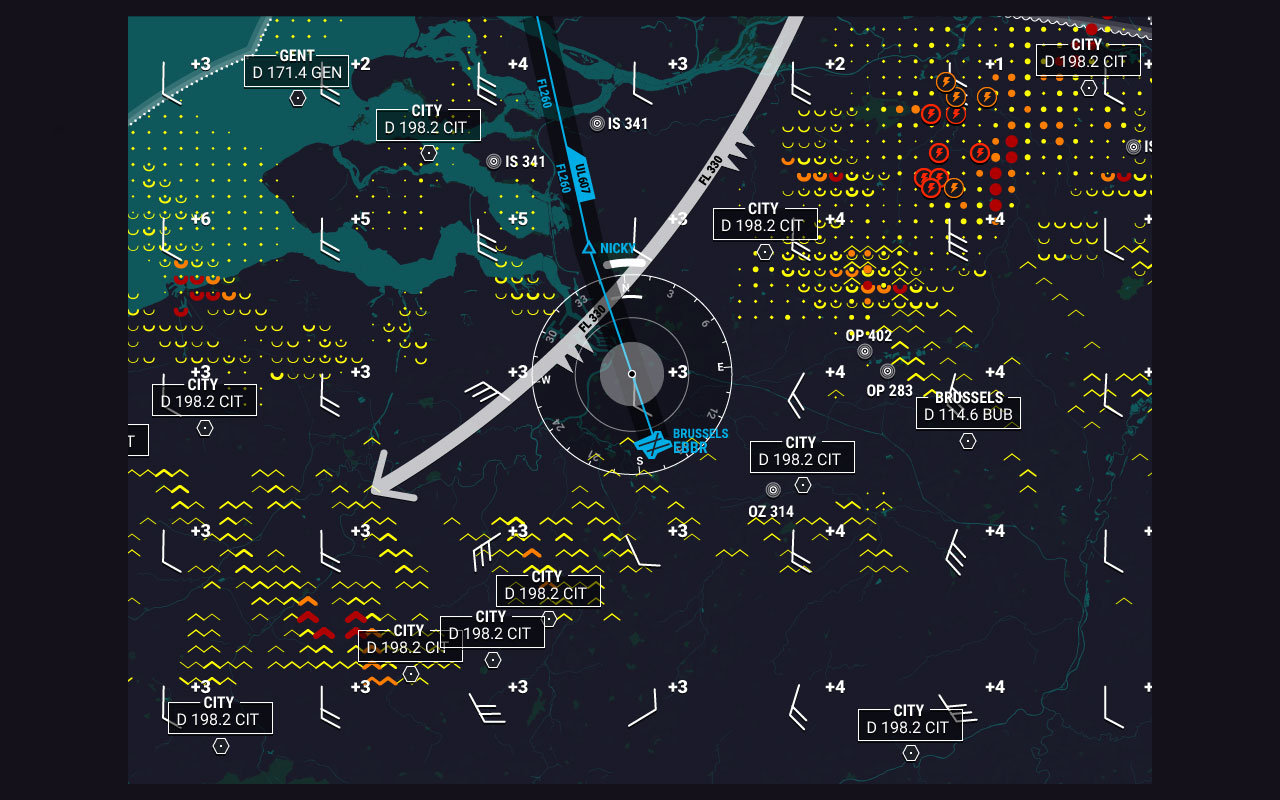 +3
GENT
D 171.4 GEN
+2
+4
+3
+2
+1
CITY
D 198.2 CIT
FL260
CITY
D 198.2 CIT
IS 341
IS 341
FL260
UL607
FL 330
+6
+5
+5
+3
CITY
D 198.2 CIT
+4
+4
NICKY
N
33
3
30
FL 330
6
OP 402
+3
CITY
D 198.2 CIT
+3
+3
W
+3
E
+4
OP 283
+4
BRUSSELS
D 114.6 BUB
T
24
12
BRUSSELS
EBBR
21
S
CITY
D 198.2 CIT
OZ 314
+3
+3
+3
+3
+4
+4
CITY
D 198.2 CIT
CITY
D 198.2 CIT
CITY
D 198.2 CIT
+3
CITY
D 198.2 CIT
+3
+3
+3
+4
+4
CITY
D 198.2 CIT